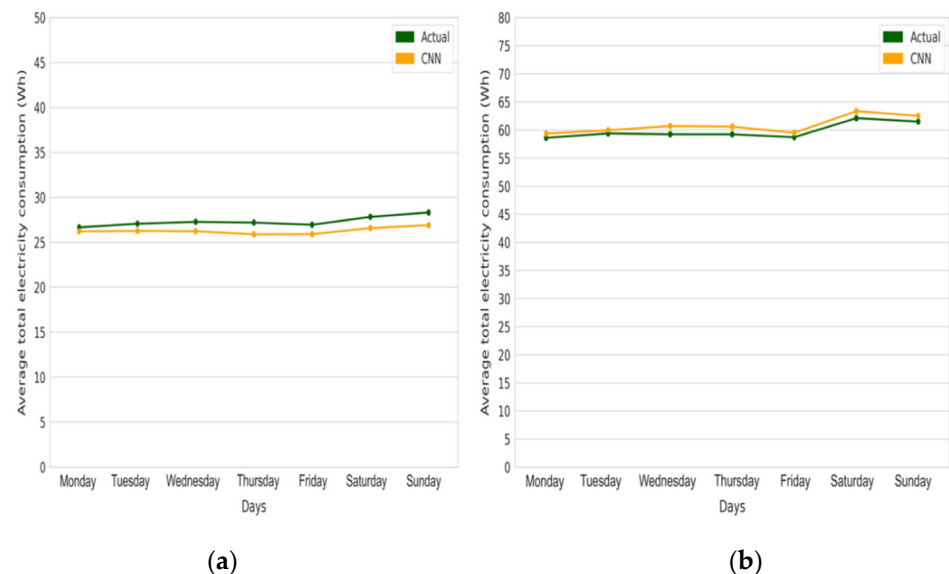 Average total electricity consumption (Wh)
50
45
40
35
30
25
20
15
10
5
0
Actual
CNN
Monday Tuesday Wednesday Thursday Friday Saturday Sunday
Days
(a)
Average total electricity consumption (Wh)
80
75
70
65
60
55
50
45
40
35
30
25
20
15
10
5
0
Actual
CNN
Monday Tuesday Wednesday Thursday Friday Saturday Sunday
Days
(b)